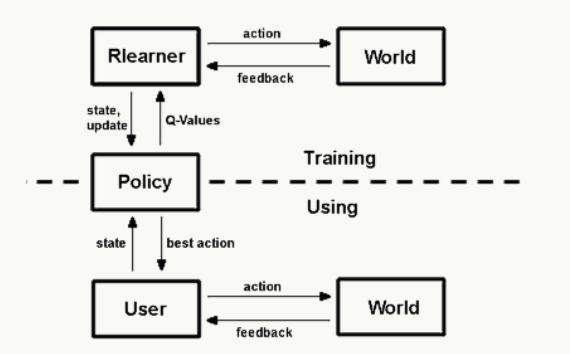 action
Rlearner
World
feedback
state,
update
Q-Values
Training
Policy
Using
state
best action
action
User
World
feedback